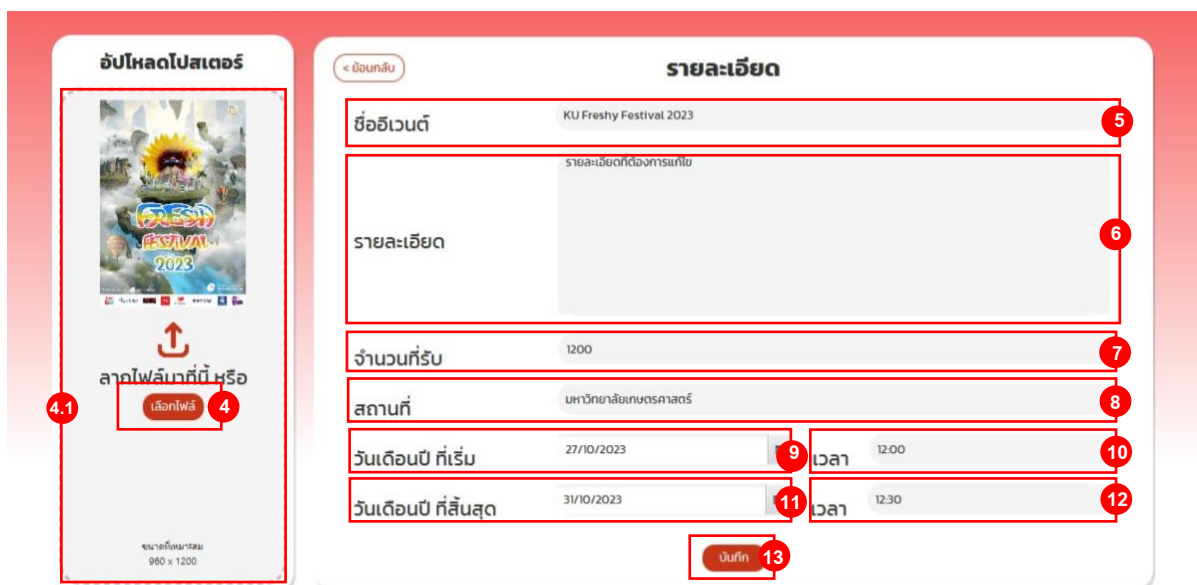 อัปโหลดโปสเตอร์
FRESHY
FESTIVAL
2023
ลากไฟล์มาที่นี่ หรือ
4.1
เลือกไฟล์ 4
ขนาดที่เหมาะสม
960 x 1200
< ย้อนกลับ
รายละเอียด
ชื่ออีเวนต์ KU Freshy Festival 2023 5
รายละเอียดที่ต้องการแก้ไข
รายละเอียด 6
จำนวนที่รับ 1200 7
สถานที่ มหาวิทยาลัยเกษตรศาสตร์ 8
วันเดือนปี ที่เริ่ม 27/10/2023 9 เวลา 12:00 10
วันเดือนปี ที่สิ้นสุด 31/10/2023 11 เวลา 12:30 12
บันทึก 13